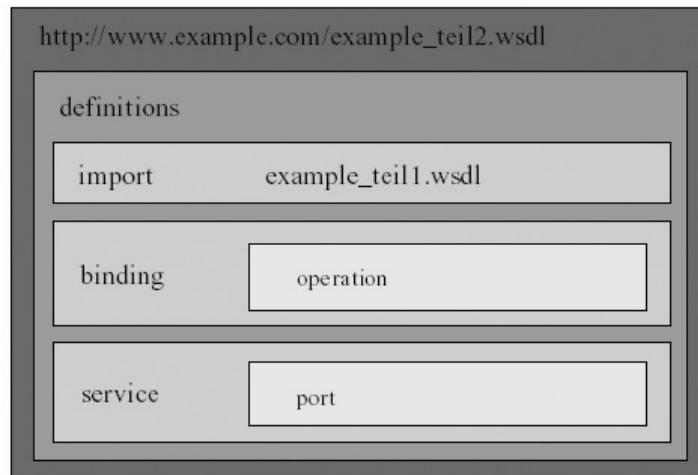 http://www.example.com/example_teil2.wsdl
definitions
import example_teil1.wsdl
binding operation
service port